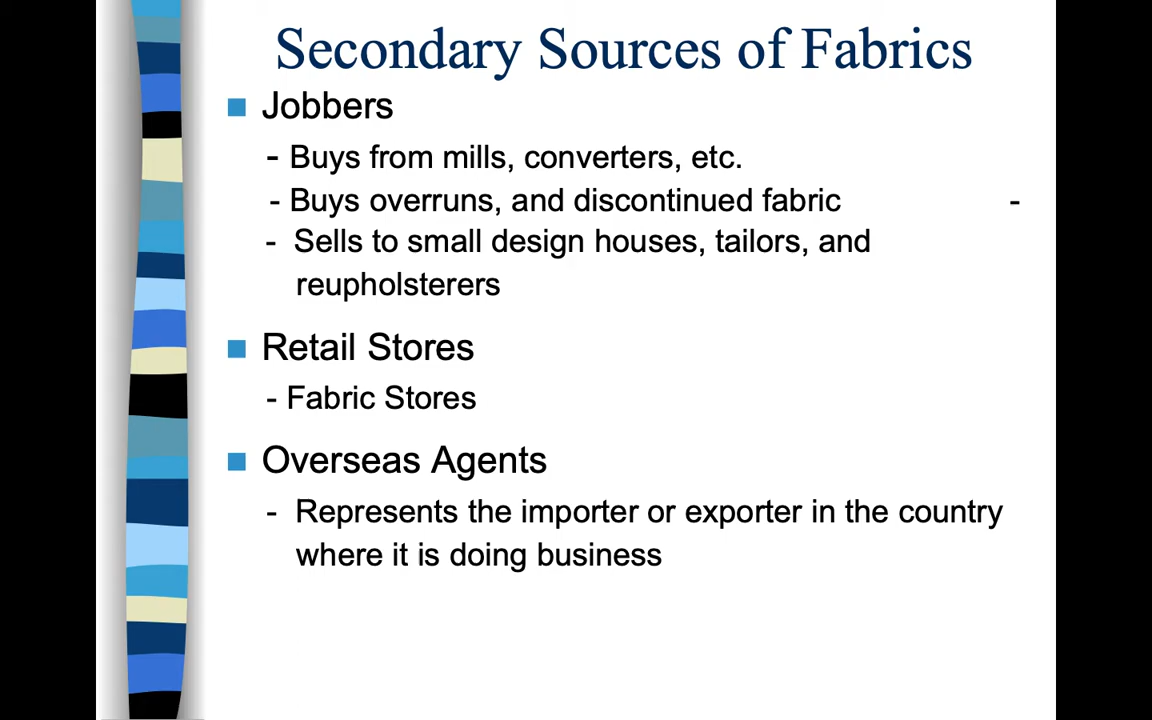 Secondary Sources of Fabrics
Jobbers
- Buys from mills, converters, etc.
- Buys overruns, and discontinued fabric -
- Sells to small design houses, tailors, and
reupholsterers
Retail Stores
- Fabric Stores
Overseas Agents
- Represents the importer or exporter in the country
where it is doing business